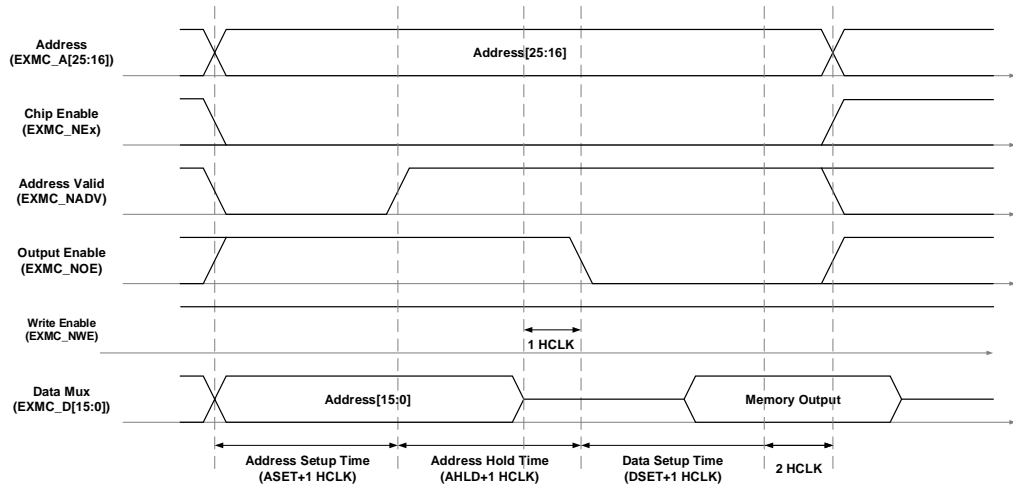 Address
(EXMC_A[25:16])
Address[25:16]
Chip Enable
(EXMC_NEx)
Address Valid
(EXMC_NADV)
Output Enable
(EXMC_NOE)
Write Enable
(EXMC_NWE)
1 HCLK
Data Mux
(EXMC_D[15:0])
Address[15:0]
Memory Output
Address Setup Time
(ASET+1 HCLK)
Address Hold Time
(AHLD+1 HCLK)
Data Setup Time
(DSET+1 HCLK)
2 HCLK